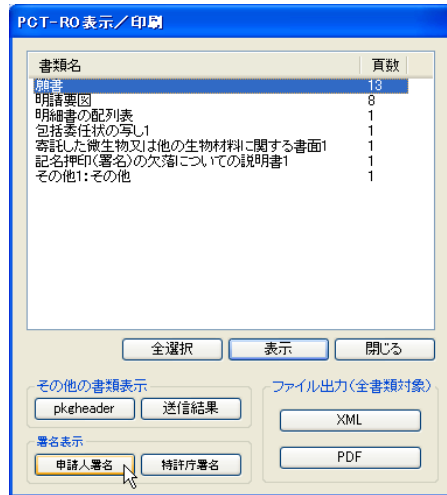 PCT-RO表示／印刷
書類名 頁数
願書 13
明請要図 8
明細書の配列表 1
包括委任状の写し1 1
寄託した微生物又は他の生物材料に関する書面1 1
記名押印(署名)の欠落についての説明書1 1
その他1:その他 1
全選択 表示 閉じる
その他の書類表示
pkgheader 送信結果
署名表示
申請人署名 特許庁署名
ファイル出力(全書類対象)
XML
PDF